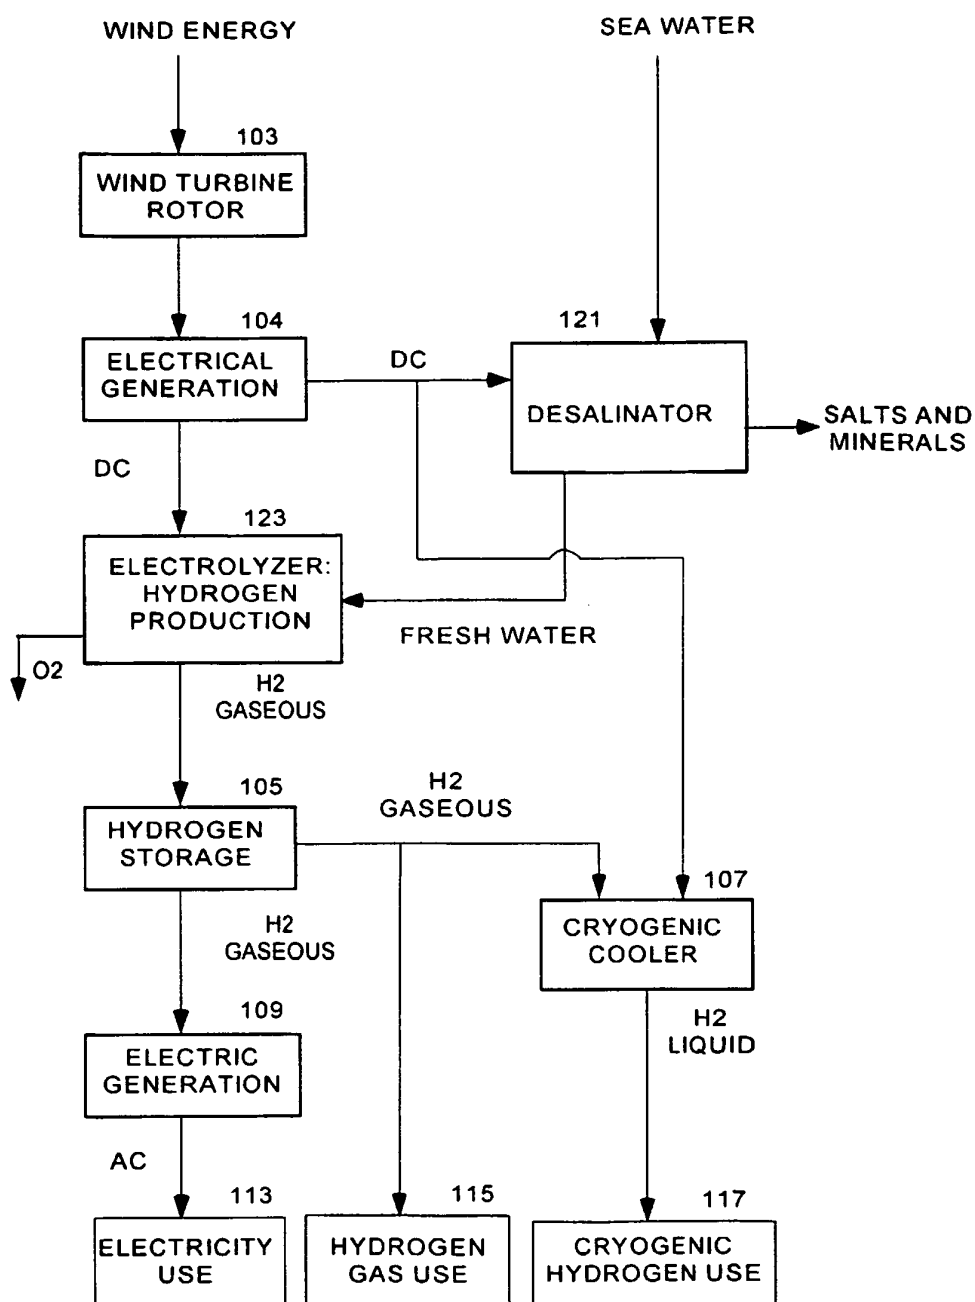 WIND ENERGY
SEA WATER
103
WIND TURBINE
ROTOR
104
121
ELECTRICAL
GENERATION
DC
DESALINATOR
SALTS AND
MINERALS
DC
123
ELECTROLYZER:
HYDROGEN
PRODUCTION
FRESH WATER
O2
H2
GASEOUS
105
H2
GASEOUS
HYDROGEN
STORAGE
107
H2
GASEOUS
CRYOGENIC
COOLER
109
H2
LIQUID
ELECTRIC
GENERATION
AC
113
115
117
ELECTRICITY
USE
HYDROGEN
GAS USE
CRYOGENIC
HYDROGEN USE